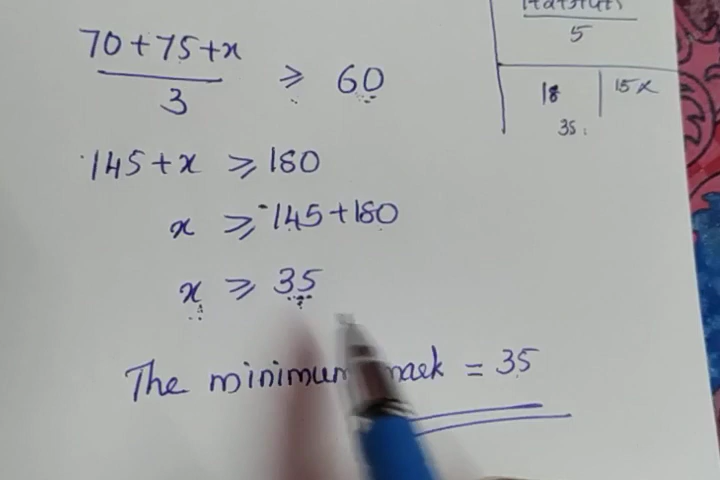 70+75+x
3
≥ 60
145+x ≥ 180
x ≥ -145+180
x ≥ 35
The minimum mark = 35
5
18
15x
35